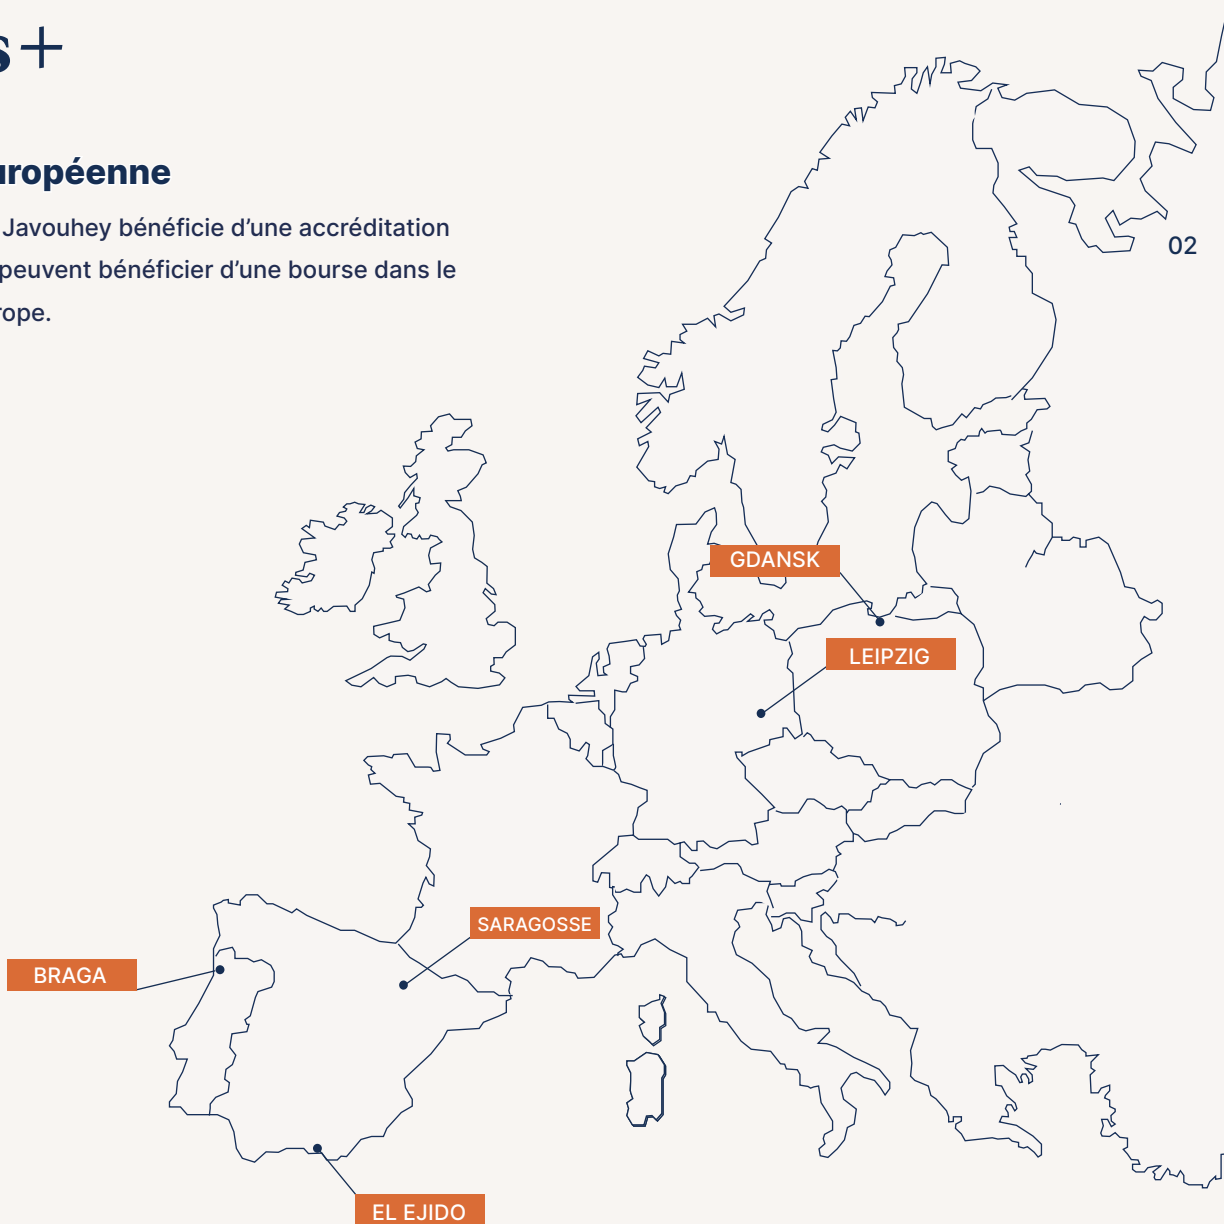 s+
uropéenne
Javouhey bénéficie d’une accréditation
peuvent bénéficier d’une bourse dans le
rope.
02
GDANSK
LEIPZIG
SARAGOSSE
BRAGA
EL EJIDO